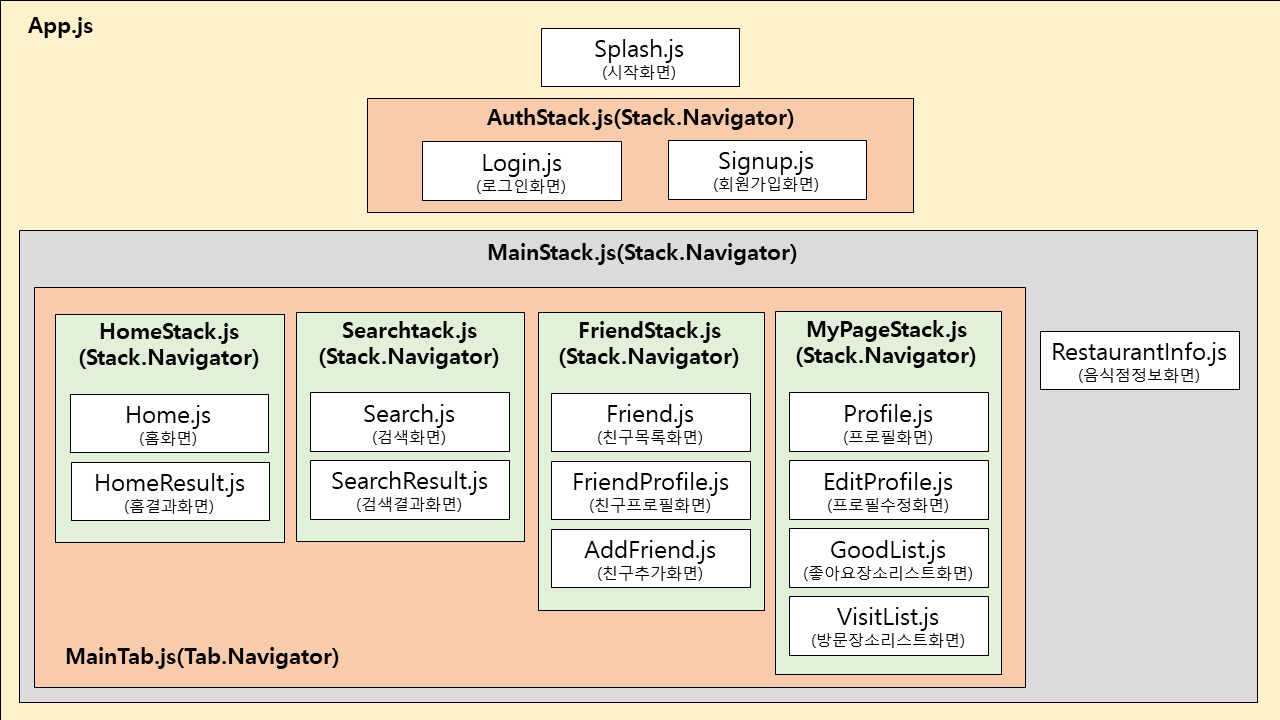 App.js
Splash.js
(시작화면)
AuthStack.js(Stack.Navigator)
Login.js
(로그인화면)
Signup.js
(회원가입화면)
MainStack.js(Stack.Navigator)
HomeStack.js
(Stack.Navigator)
Home.js
(홈화면)
HomeResult.js
(홈결과화면)
Searchtack.js
(Stack.Navigator)
Search.js
(검색화면)
SearchResult.js
(검색결과화면)
FriendStack.js
(Stack.Navigator)
Friend.js
(친구목록화면)
FriendProfile.js
(친구프로필화면)
AddFriend.js
(친구추가화면)
MyPageStack.js
(Stack.Navigator)
Profile.js
(프로필화면)
EditProfile.js
(프로필수정화면)
GoodList.js
(좋아요장소리스트화면)
VisitList.js
(방문장소리스트화면)
RestaurantInfo.js
(음식점정보화면)
MainTab.js(Tab.Navigator)